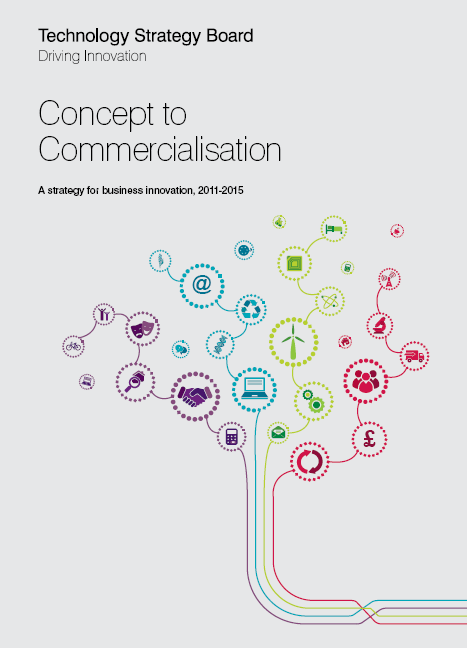 Technology Strategy Board
Driving Innovation
Concept to
Commercialisation
A strategy for business innovation, 2011-2015
@
£